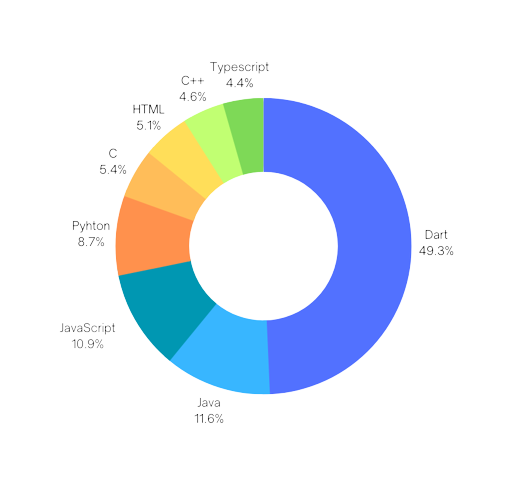 Typescript
4.4%
C++
4.6%
HTML
5.1%
C
5.4%
Pyhton
8.7%
JavaScript
10.9%
Java
11.6%
Dart
49.3%